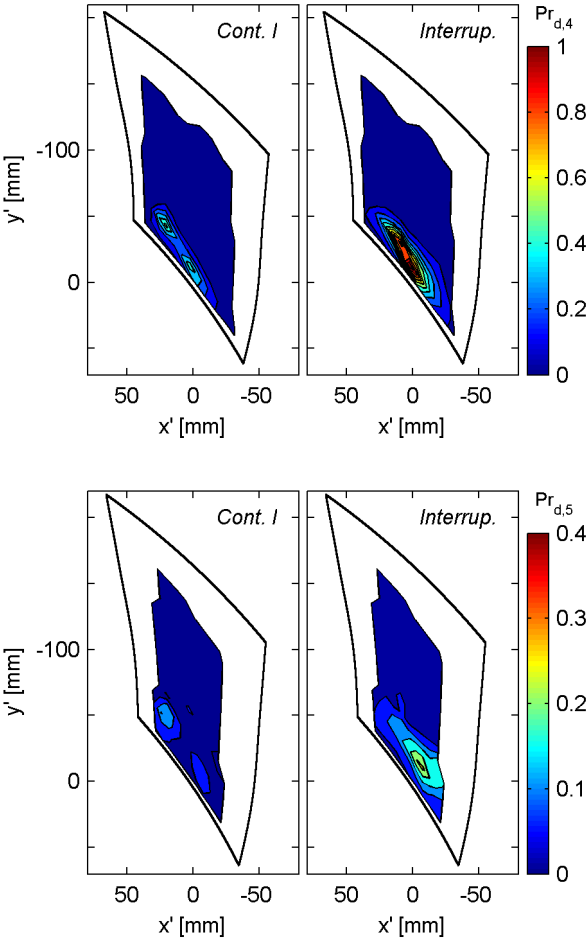 Cont. I
Interrup.
Pr_d,4
1
0.8
0.6
0.4
0.2
0
-100
0
y' [mm]
50 0 -50
50 0 -50
x' [mm]
x' [mm]
Cont. I
Interrup.
Pr_d,5
0.4
0.3
0.2
0.1
0
-100
0
y' [mm]
50 0 -50
50 0 -50
x' [mm]
x' [mm]